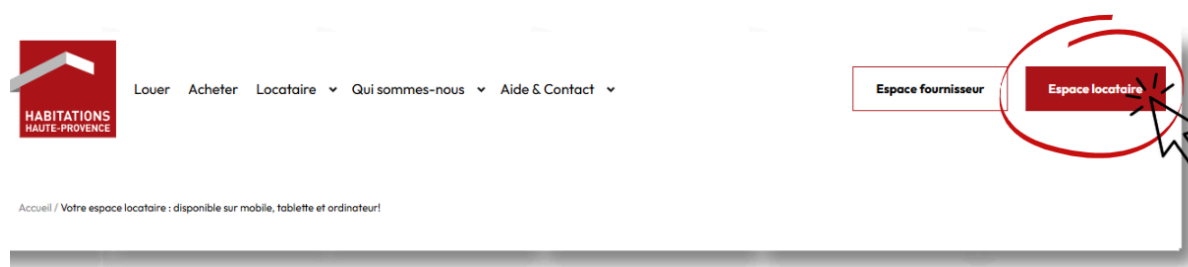 HABITATIONS
HAUTE-PROVENCE
Louer Acheter Locataire Qui sommes-nous Aide & Contact
Espace fournisseur
Espace locataire
Accueil / Votre espace locataire : disponible sur mobile, tablette et ordinateur!